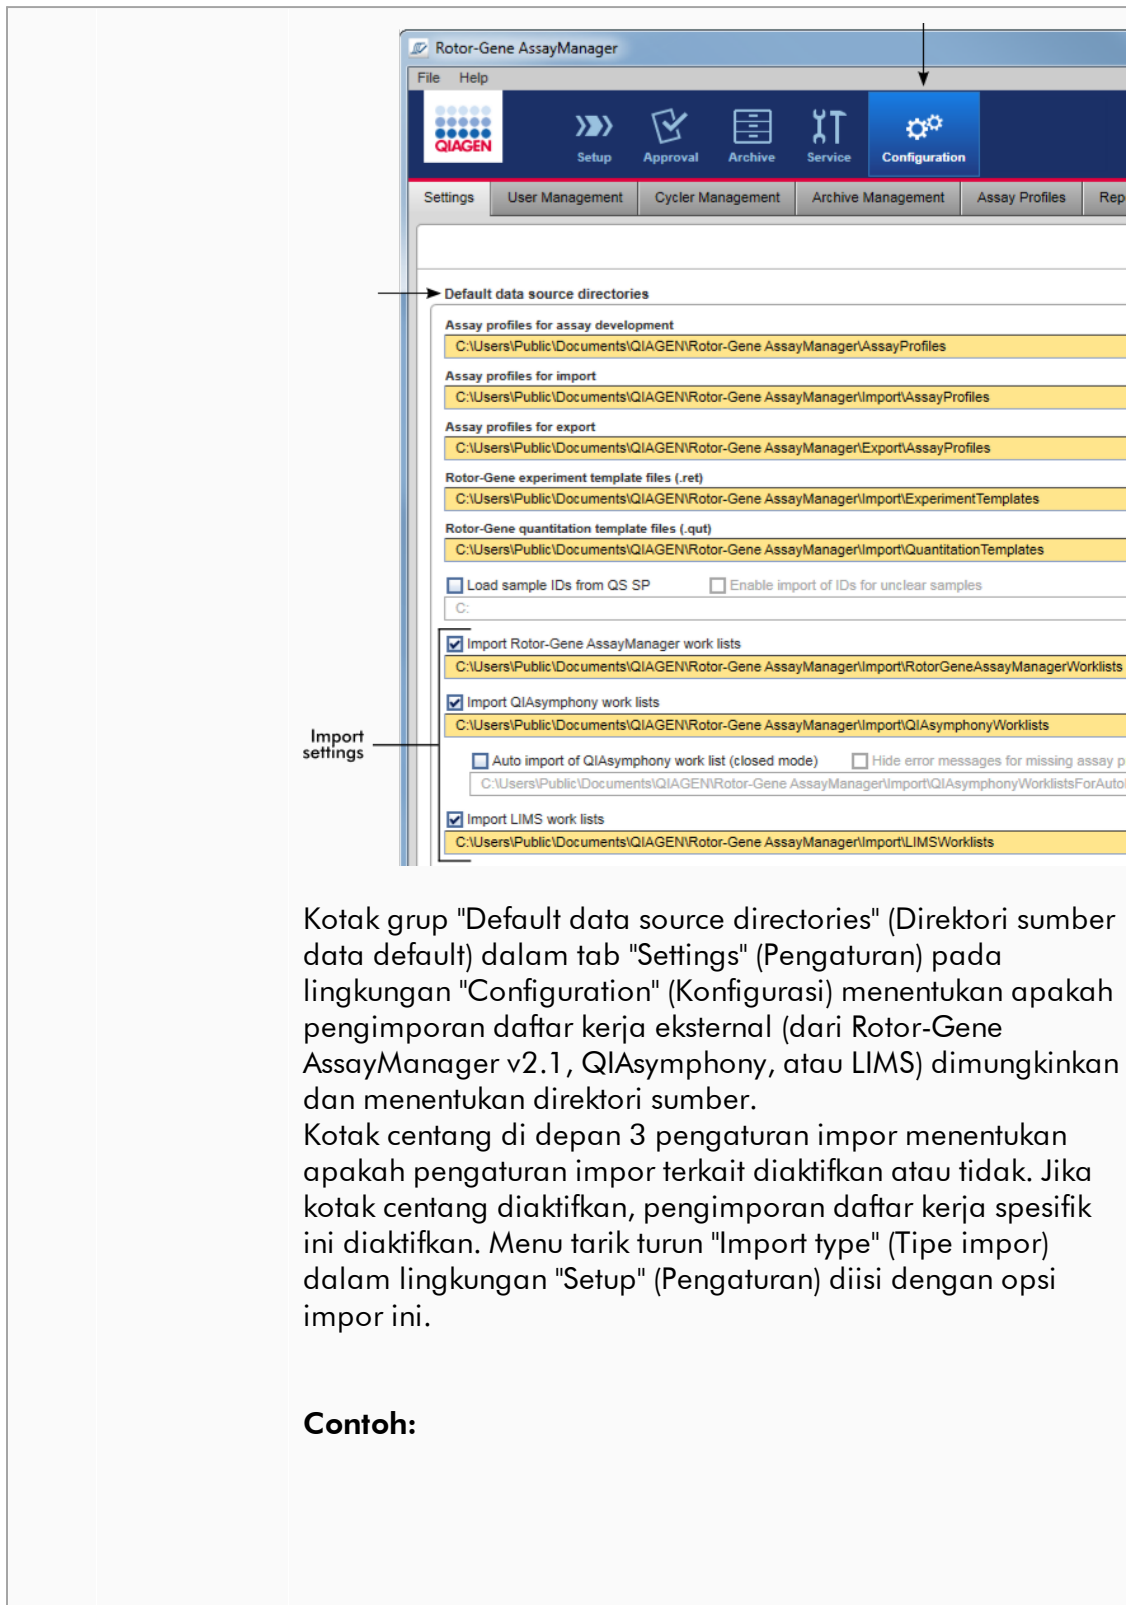 Rotor-Gene AssayManager
File Help
QIAGEN
Setup Approval Archive Service Configuration
Settings User Management Cycler Management Archive Management Assay Profiles Rep
Default data source directories
Assay profiles for assay development
C:\Users\Public\Documents\QIAGEN\Rotor-Gene AssayManager\AssayProfiles
Assay profiles for import
C:\Users\Public\Documents\QIAGEN\Rotor-Gene AssayManager\Import\AssayProfiles
Assay profiles for export
C:\Users\Public\Documents\QIAGEN\Rotor-Gene AssayManager\Export\AssayProfiles
Rotor-Gene experiment template files (.ret)
C:\Users\Public\Documents\QIAGEN\Rotor-Gene AssayManager\Import\ExperimentTemplates
Rotor-Gene quantitation template files (.qut)
C:\Users\Public\Documents\QIAGEN\Rotor-Gene AssayManager\Import\QuantitationTemplates
Load sample IDs from QS SP Enable import of IDs for unclear samples
C:
Import Rotor-Gene AssayManager work lists
C:\Users\Public\Documents\QIAGEN\Rotor-Gene AssayManager\Import\RotorGeneAssayManagerWorklists
Import QIAsymphony work lists
C:\Users\Public\Documents\QIAGEN\Rotor-Gene AssayManager\Import\QIAsymphonyWorklists
Import settings
Auto import of QIAsymphony work list (closed mode) Hide error messages for missing assay p
C:\Users\Public\Documents\QIAGEN\Rotor-Gene AssayManager\Import\QIAsymphonyWorklistsForAuto
Import LIMS work lists
C:\Users\Public\Documents\QIAGEN\Rotor-Gene AssayManager\Import\LIMSWorklists
Kotak grup "Default data source directories" (Direktori sumber
data default) dalam tab "Settings" (Pengaturan) pada
lingkungan "Configuration" (Konfigurasi) menentukan apakah
pengimporan daftar kerja eksternal (dari Rotor-Gene
AssayManager v2.1, QIAsymphony, atau LIMS) dimungkinkan
dan menentukan direktori sumber.
Kotak centang di depan 3 pengaturan impor menentukan
apakah pengaturan impor terkait diaktifkan atau tidak. Jika
kotak centang diaktifkan, pengimporan daftar kerja spesifik
ini diaktifkan. Menu tarik turun "Import type" (Tipe impor)
dalam lingkungan "Setup" (Pengaturan) diisi dengan opsi
impor ini.
Contoh: